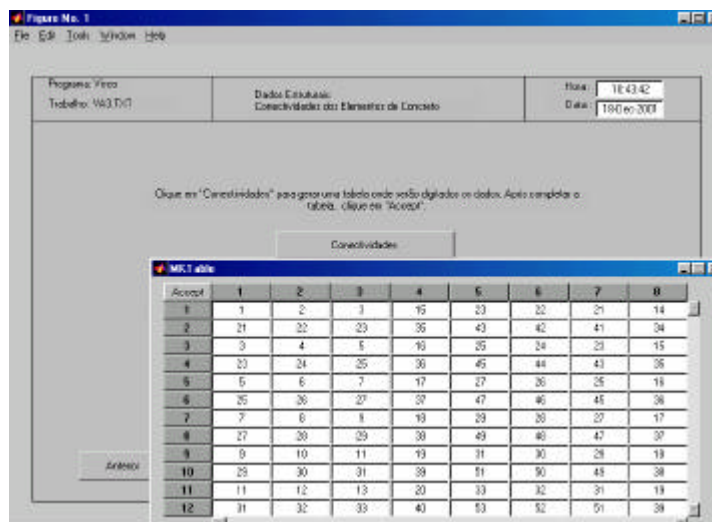 Figure No. 1
File Edit Tools Window Help
Programa: Viros
Trabalho: VA3.TXT
Dados Estruturais:
Conectividades dos Elementos de Concreto
Hora: 18:43:42
Data: 18-Dec-2001
Clique em "Conectividades" para gerar uma tabela onde serão digitados os dados. Após completar a
tabela, clique em "Accept".
Conectividades
MKTable
Accept 1 2 3 4 5 6 7 8
1 1 2 3 15 23 22 21 14
2 21 22 23 35 43 42 41 34
3 3 4 5 16 25 24 23 15
4 23 24 25 36 45 44 43 35
5 5 6 7 17 27 26 25 16
6 25 26 27 37 47 46 45 36
7 7 8 9 18 29 28 27 17
8 27 28 29 38 49 48 47 37
9 9 10 11 19 31 30 29 18
10 29 30 31 39 51 50 49 38
11 11 12 13 20 33 32 31 19
12 31 32 33 40 53 52 51 39
Anterior